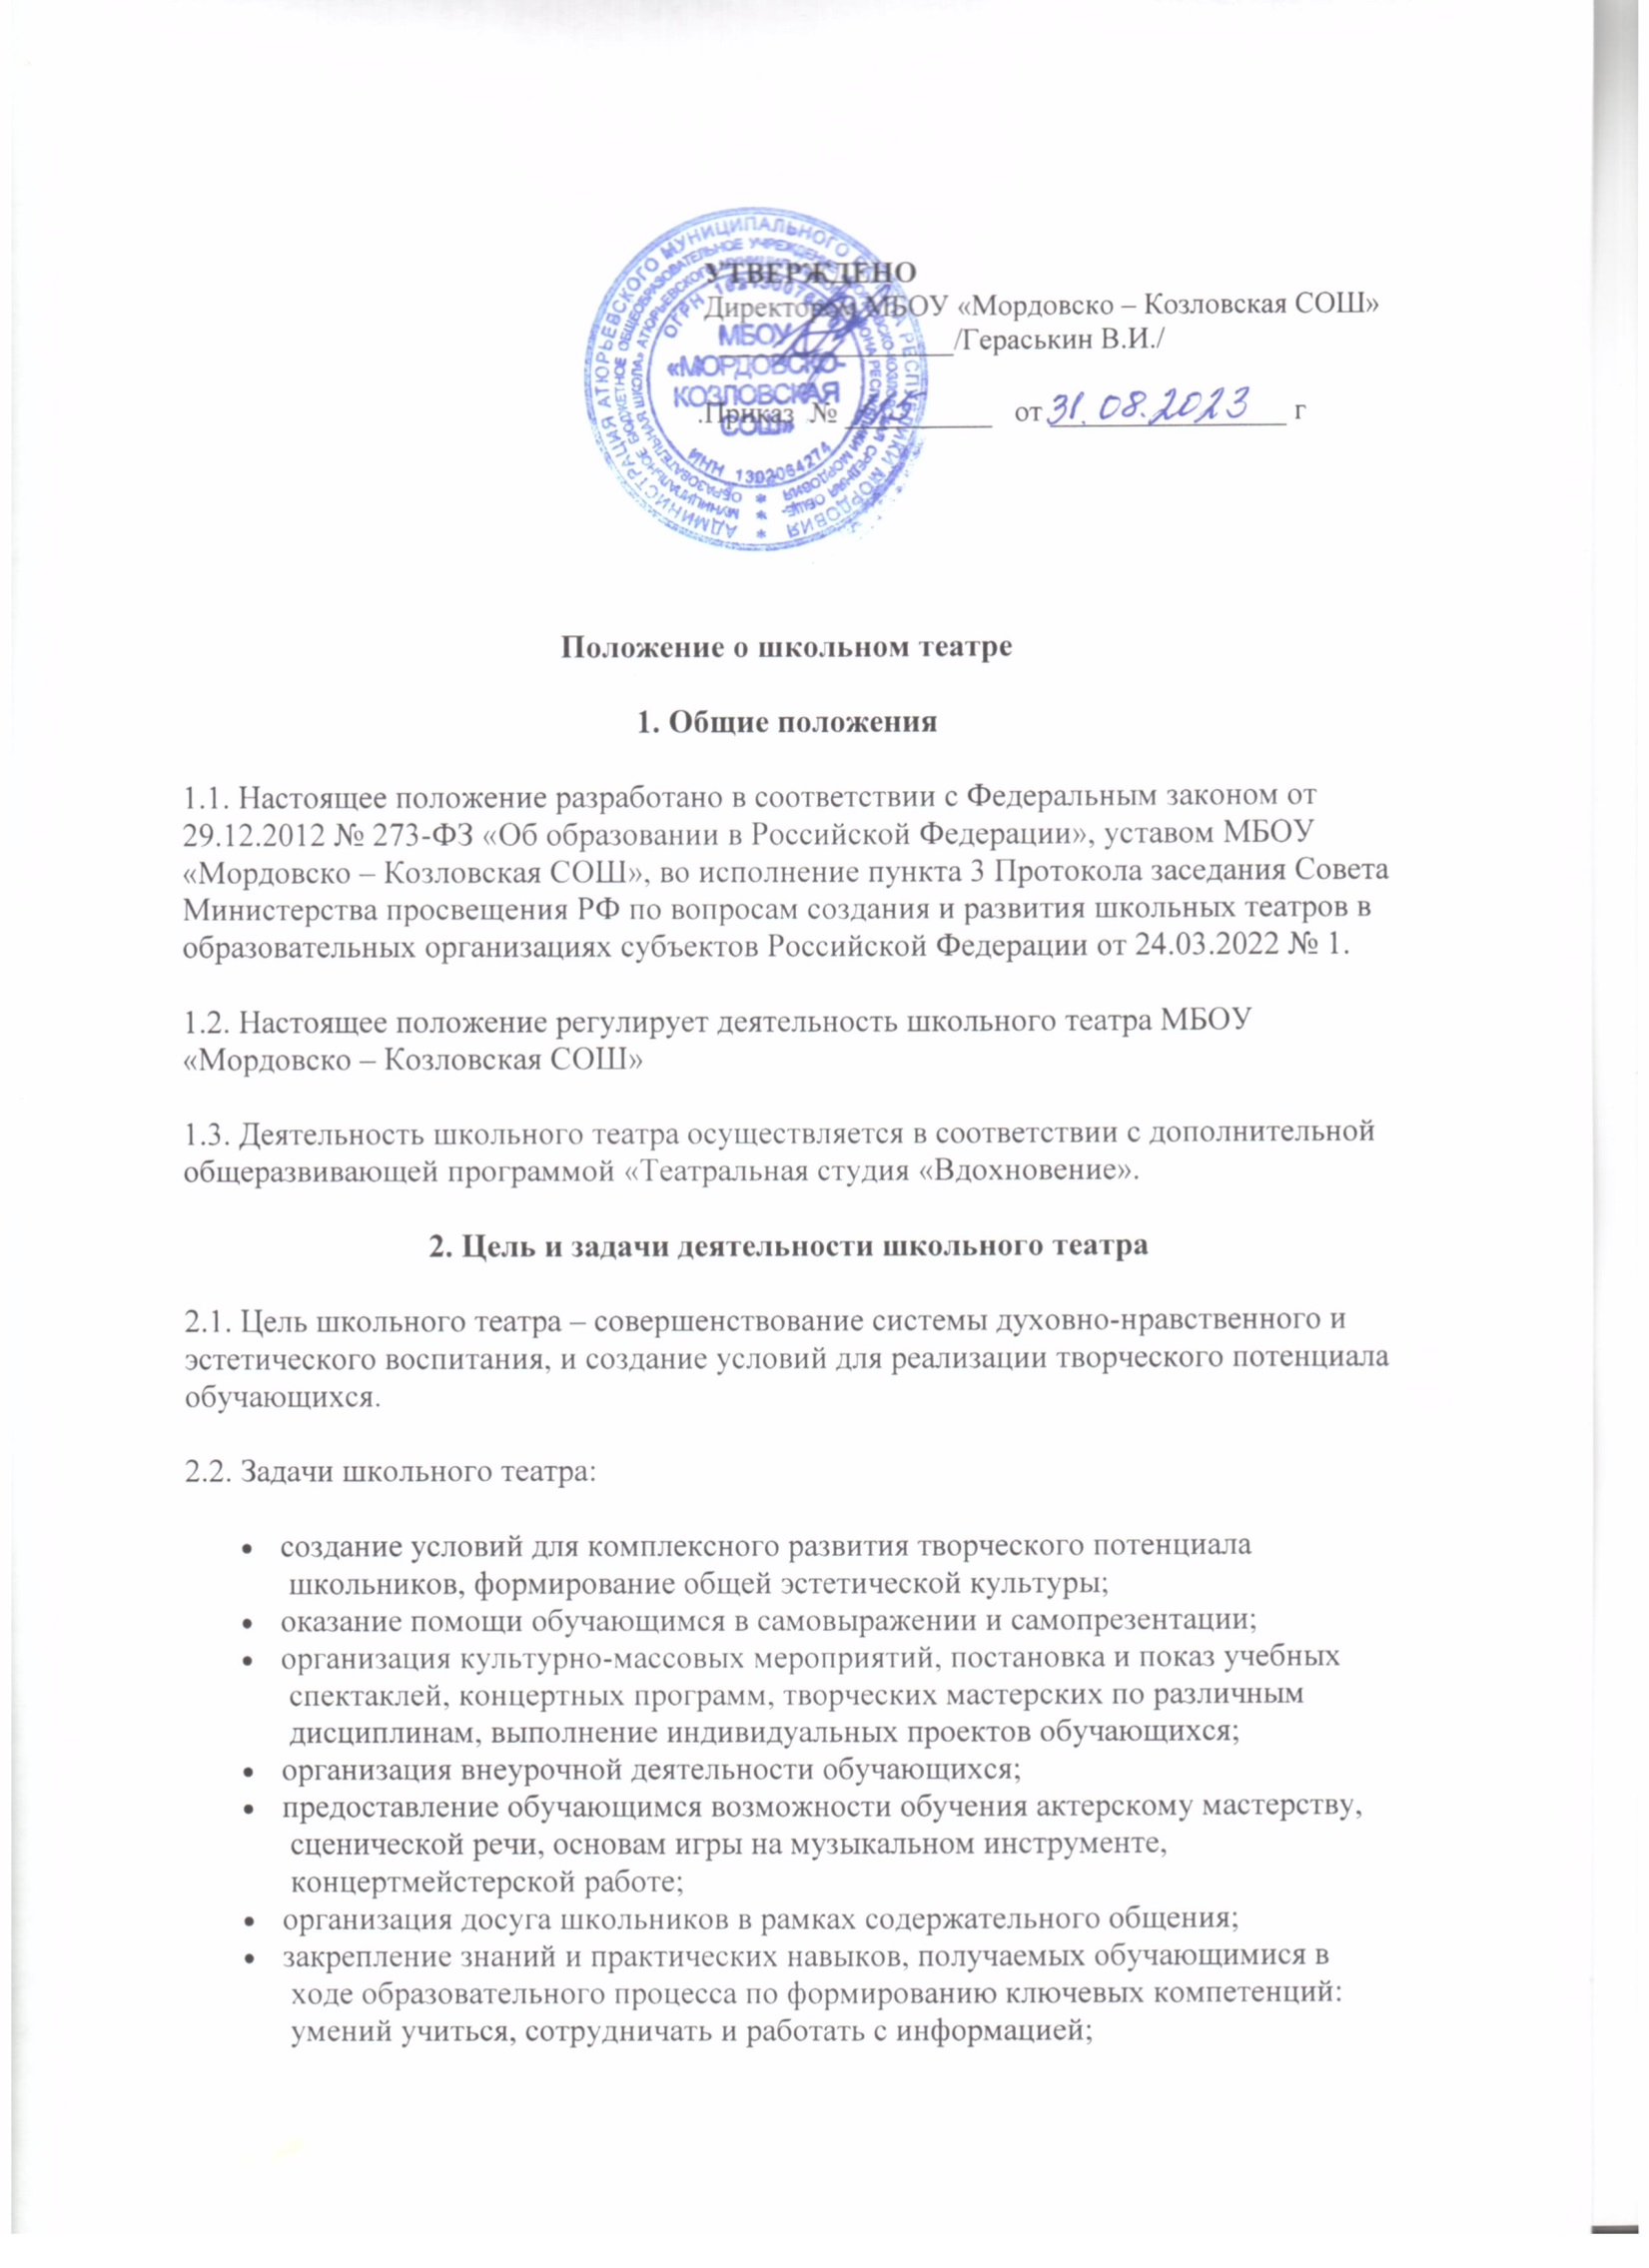 УТВЕРЖДЕНО
Директором МБОУ «Мордовско – Козловская СОШ»
/Гераськин В.И./
.Приказ № от 31.08.2023 г
МБОУ
«МОРДОВСКО-
КОЗЛОВСКАЯ
СОШ»
ИНН 1302064274
Положение о школьном театре
1. Общие положения
1.1. Настоящее положение разработано в соответствии с Федеральным законом от
29.12.2012 № 273-ФЗ «Об образовании в Российской Федерации», уставом МБОУ
«Мордовско – Козловская СОШ», во исполнение пункта 3 Протокола заседания Совета
Министерства просвещения РФ по вопросам создания и развития школьных театров в
образовательных организациях субъектов Российской Федерации от 24.03.2022 № 1.
1.2. Настоящее положение регулирует деятельность школьного театра МБОУ
«Мордовско – Козловская СОШ»
1.3. Деятельность школьного театра осуществляется в соответствии с дополнительной
общеразвивающей программой «Театральная студия «Вдохновение».
2. Цель и задачи деятельности школьного театра
2.1. Цель школьного театра – совершенствование системы духовно-нравственного и
эстетического воспитания, и создание условий для реализации творческого потенциала
обучающихся.
2.2. Задачи школьного театра:
• создание условий для комплексного развития творческого потенциала
школьников, формирование общей эстетической культуры;
• оказание помощи обучающимся в самовыражении и самопрезентации;
• организация культурно-массовых мероприятий, постановка и показ учебных
спектаклей, концертных программ, творческих мастерских по различным
дисциплинам, выполнение индивидуальных проектов обучающихся;
• организация внеурочной деятельности обучающихся;
• предоставление обучающимся возможности обучения актерскому мастерству,
сценической речи, основам игры на музыкальном инструменте,
концертмейстерской работе;
• организация досуга школьников в рамках содержательного общения;
• закрепление знаний и практических навыков, получаемых обучающимися в
ходе образовательного процесса по формированию ключевых компетенций:
умений учиться, сотрудничать и работать с информацией;